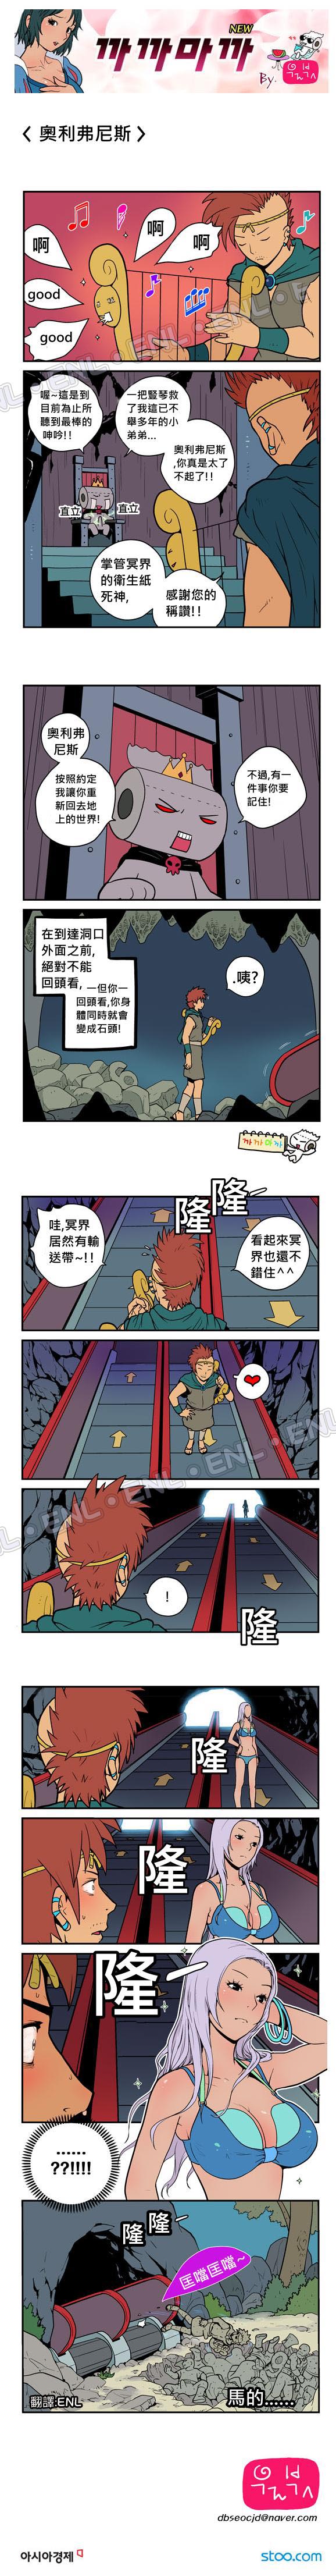 NEW
까까마까
By.
〈 奧利弗尼斯 〉
啊
啊
啊
good
good
喔~這是到
目前為止所
聽到最棒的
呻吟!!
一把豎琴救
了我這已不
舉多年的小
弟弟...
奧利弗尼斯
,你真是太了
不起了!!
直立
直立
掌管冥界
的衛生紙
死神,
感謝您的
稱讚!!
奧利弗
尼斯
按照約定
我讓你重
新回去地
上的世界!
不過,有一
件事你要
記住!
在到達洞口
外面之前,
絕對不能
回頭看,
一但你一
回頭看,你身
體同時就會
變成石頭!
.咦?
까까마까
隆
隆
哇,冥界
居然有輸
送帶~!!
看起來冥
界也還不
錯住^^
!
隆
隆
隆
隆
......
??!!!!
隆
隆
匡噹匡噹~
馬的......
翻譯:ENL
dbseocjd@naver.com
아시아경제
stoo.com
ENL